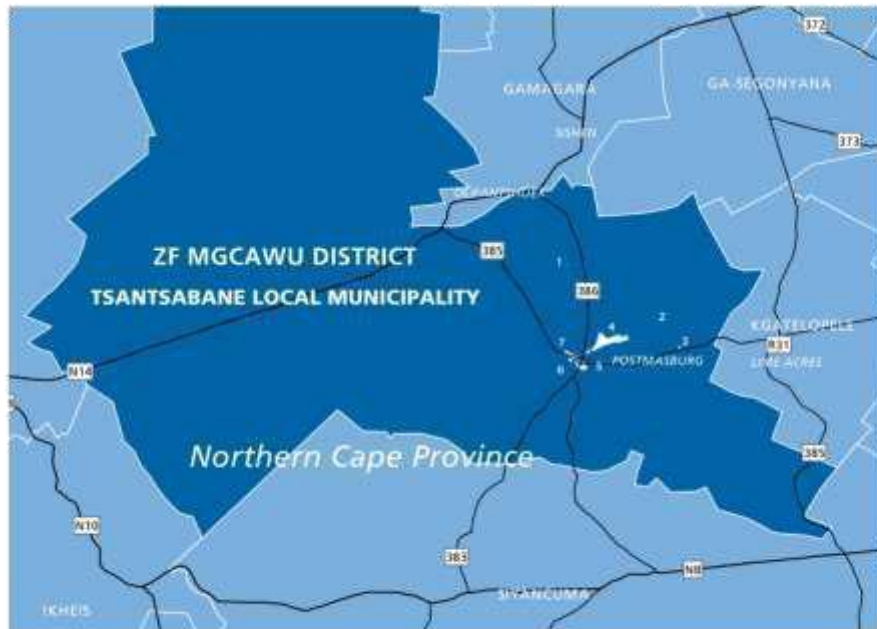 372
GAMAGARA
GA-SEGONYANA
SISHEN
373
ZF MGCAWU DISTRICT
385
TSANTSABANE LOCAL MUNICIPALITY
1
386
2
4
KGATELOPELE
7
3
R31
N14
6
5
POSTMASBURG
LIME ACRES
Northern Cape Province
385
N10
383
N8
SIYANCUMA
!KHEIS